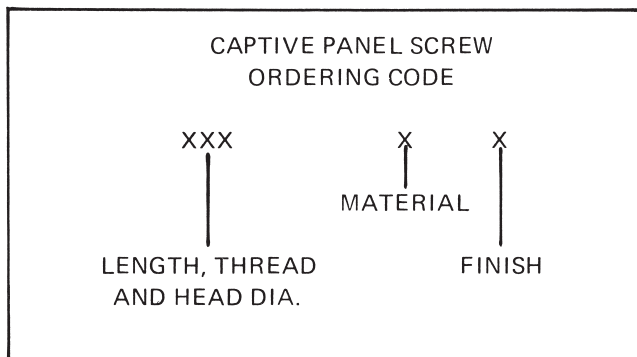 CAPTIVE PANEL SCREW
ORDERING CODE
XXX X X
MATERIAL
LENGTH, THREAD
AND HEAD DIA.
FINISH